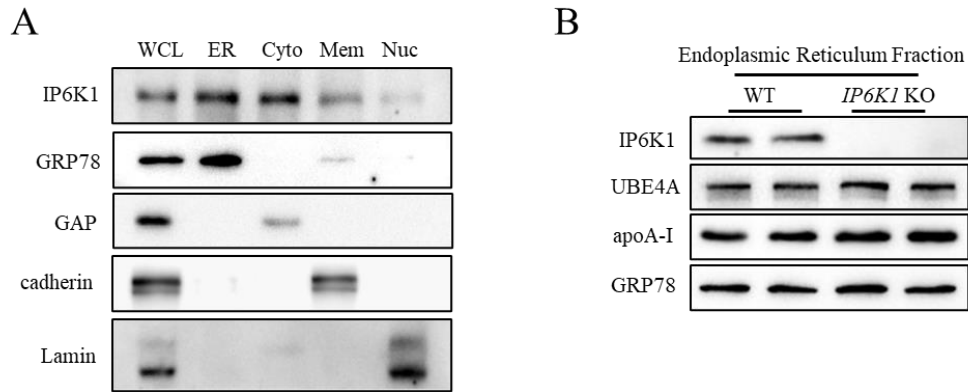 A
WCL ER Cyto Mem Nuc
IP6K1
GRP78
GAP
cadherin
Lamin
B
Endoplasmic Reticulum Fraction
WT IP6K1 KO
IP6K1
UBE4A
apoA-I
GRP78